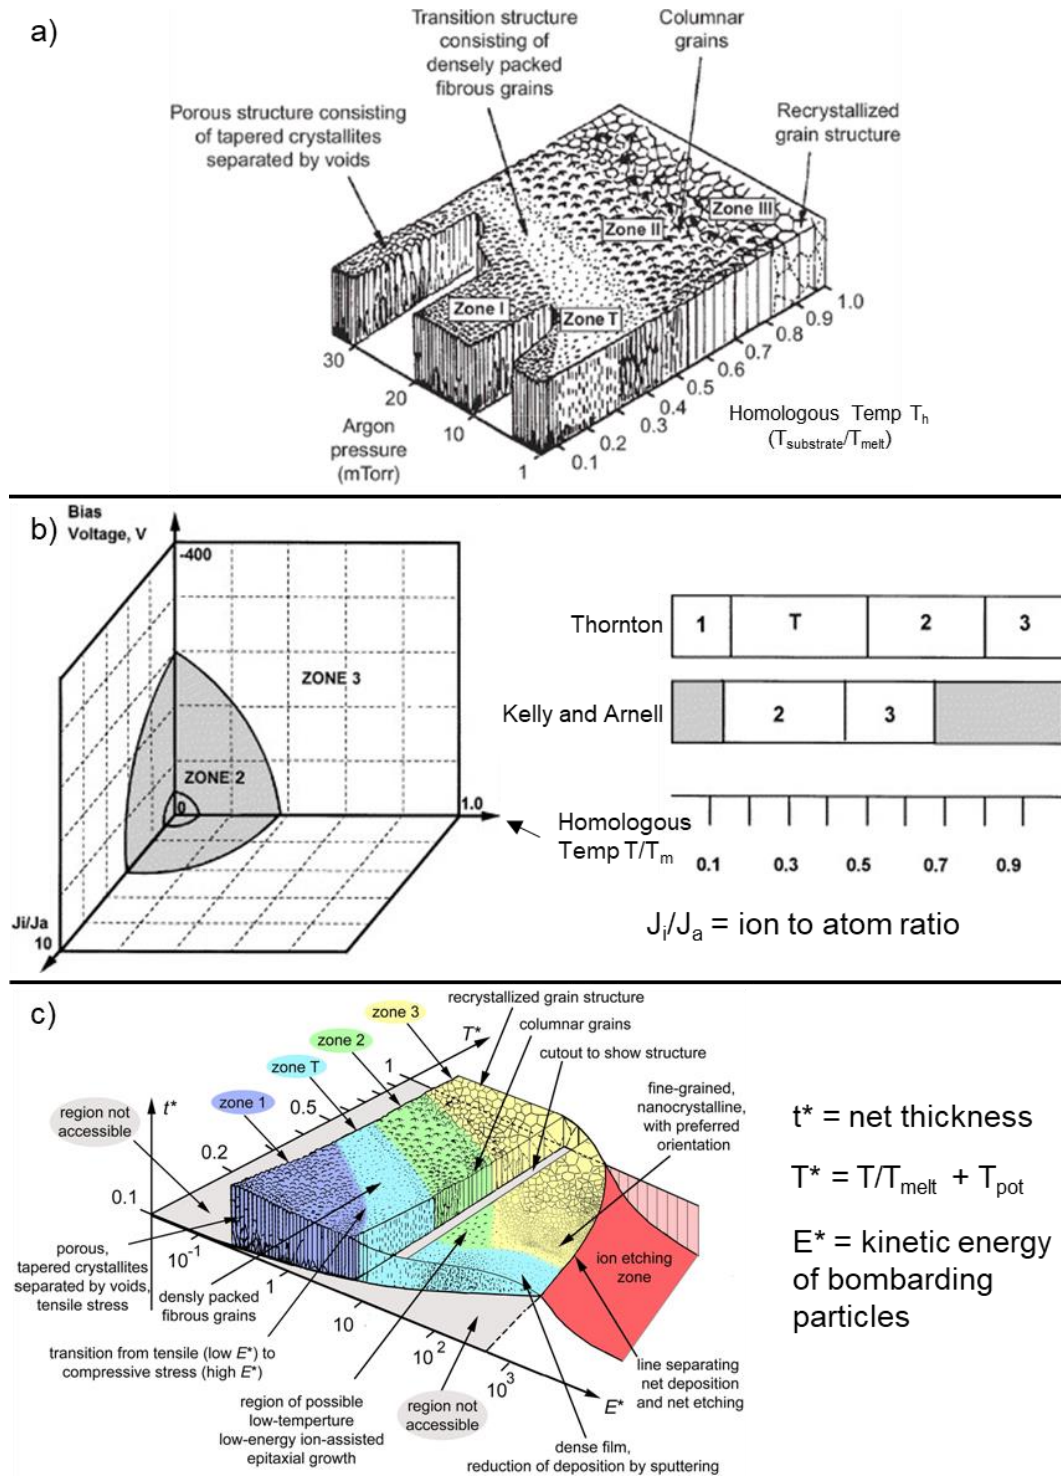 a)
Transition structure
consisting of
densely packed
fibrous grains
Columnar
grains
Porous structure consisting
of tapered crystallites
separated by voids
Recrystallized
grain structure
Zone III
Zone II
Zone I
Zone T
30
20
10
1
Argon
pressure
(mTorr)
0.1
0.2
0.3
0.4
0.5
0.6
0.7
0.8
0.9
1.0
Homologous Temp Th
(Tsubstrate/Tmelt)
b)
Bias
Voltage, V
-400
ZONE 3
ZONE 2
0
1.0
Ji/Ja
10
Thornton
1 T 2 3
Kelly and Arnell
2 3
Homologous
Temp T/Tm
0.1 0.3 0.5 0.7 0.9
Ji/Ja = ion to atom ratio
c)
zone 3
zone 2
zone T
zone 1
recrystallized grain structure
columnar grains
cutout to show structure
fine-grained,
nanocrystalline,
with preferred
orientation
region not
accessible
t*
T*
1
0.5
0.2
0.1
10-1
1
10
102
103
E*
porous,
tapered crystallites
separated by voids,
tensile stress
densly packed
fibrous grains
transition from tensile (low E*) to
compressive stress (high E*)
region of possible
low-temperture
low-energy ion-assisted
epitaxial growth
region not
accessible
ion etching
zone
line separating
net deposition
and net etching
dense film,
reduction of deposition by sputtering
t* = net thickness
T* = T/Tmelt + Tpot
E* = kinetic energy
of bombarding
particles